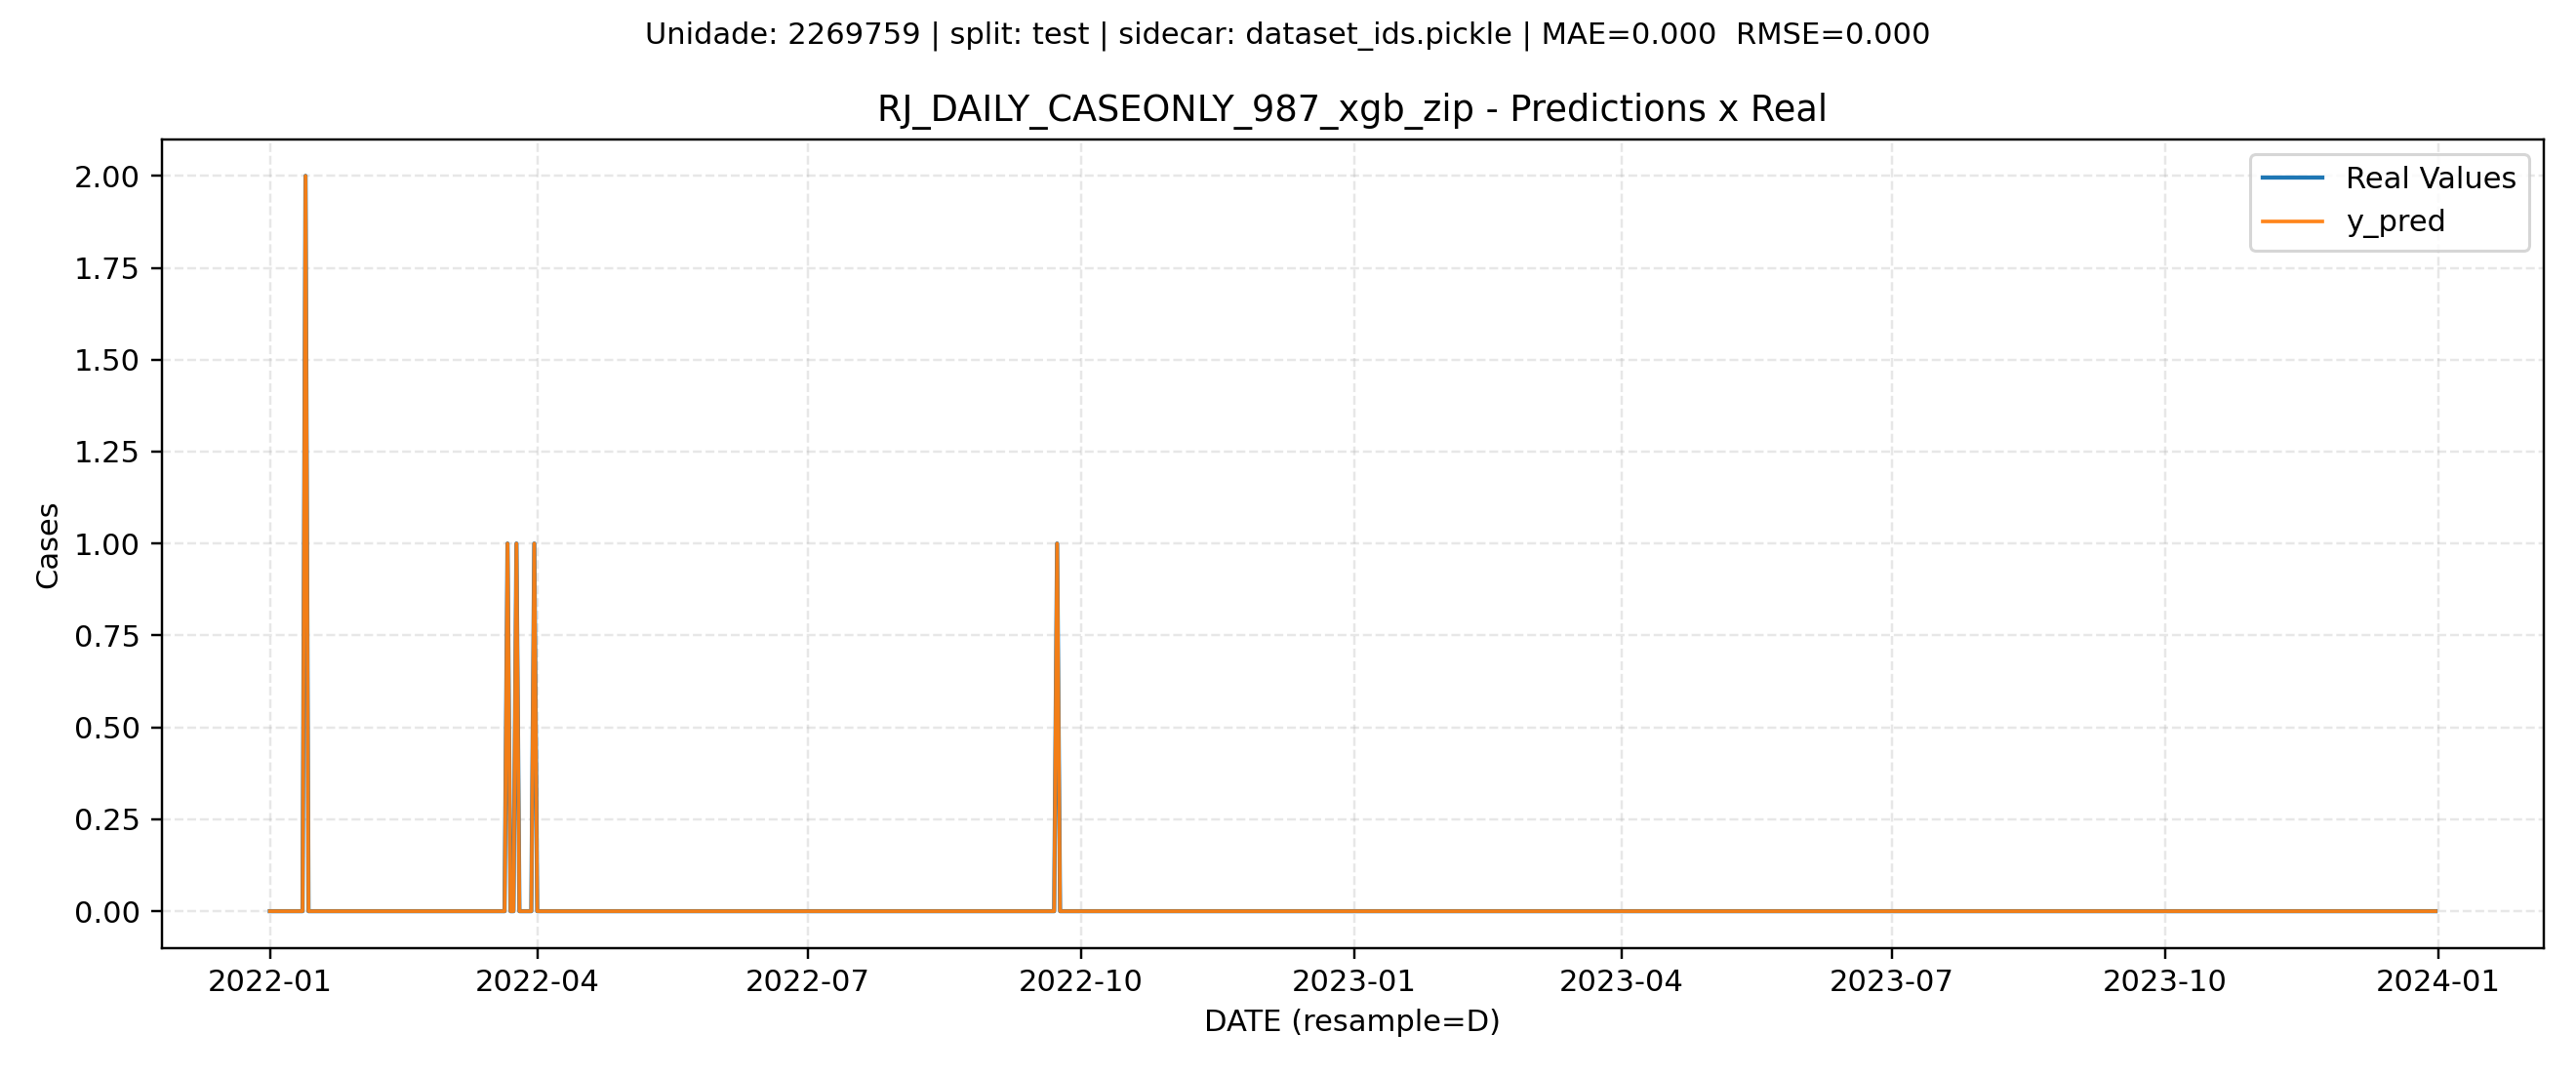 Unidade: 2269759 | split: test | sidecar: dataset_ids.pickle | MAE=0.000  RMSE=0.000
RJ_DAILY_CASEONLY_987_xgb_zip - Predictions x Real
Real Values
y_pred
Cases
2.00
1.75
1.50
1.25
1.00
0.75
0.50
0.25
0.00
2022-01 2022-04 2022-07 2022-10 2023-01 2023-04 2023-07 2023-10 2024-01
DATE (resample=D)